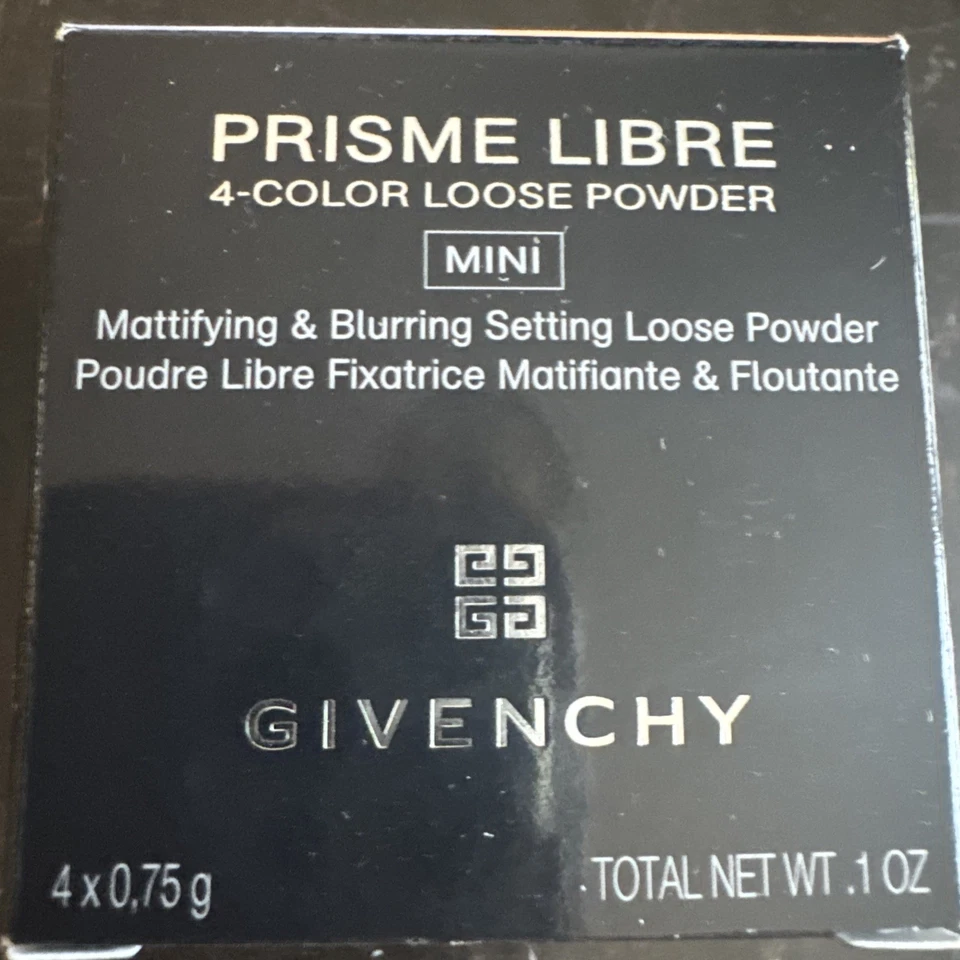 PRISME LIBRE
4-COLOR LOOSE POWDER
MINI
Mattifying & Blurring Setting Loose Powder
Poudre Libre Fixatrice Matifiante & Floutante
GIVENCHY
4 x 0,75 g
TOTAL NET WT .1 OZ